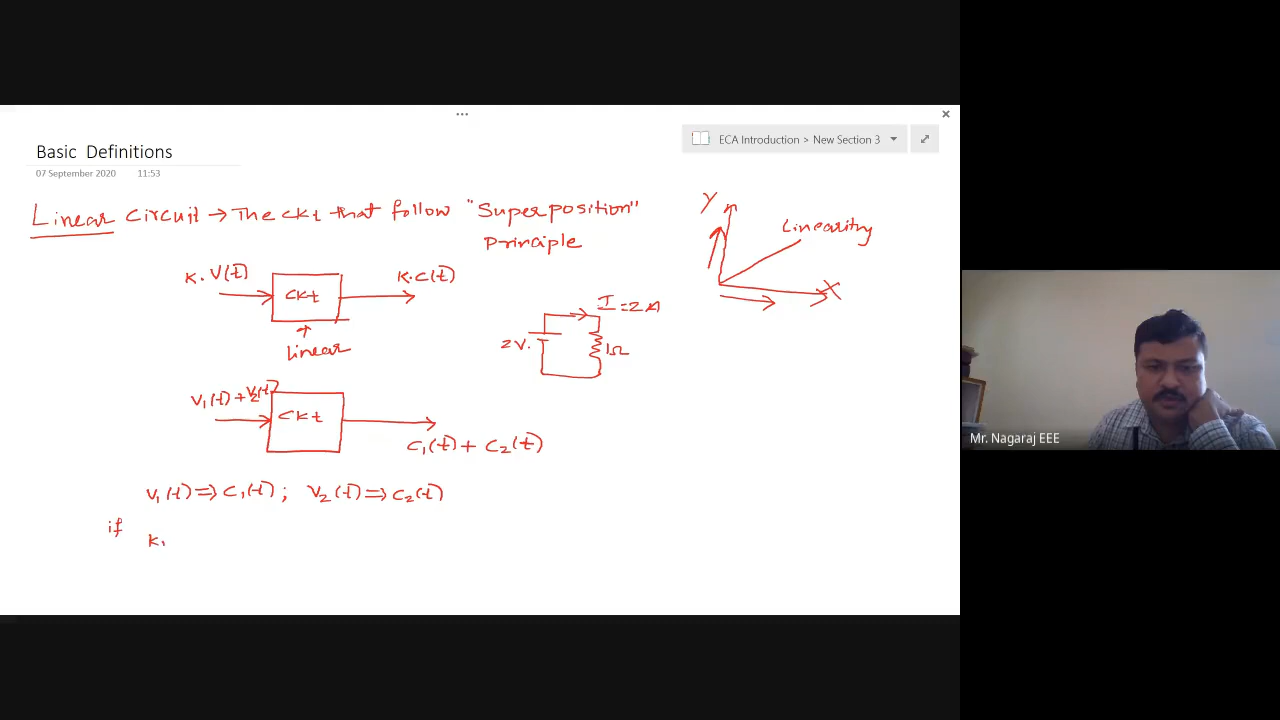 ...
ECA Introduction > New Section 3
Basic Definitions
07 September 2020 11:53
Linear Circuit → The ckt that follow "Superposition"
Principle
K. V(t)
ckt
K. C(t)
Linear
V1(t) + V2(t)
ckt
C1(t) + C2(t)
2V.
I = 2A
1Ω
Y
Linearity
X
V1(t) ⇒ C1(t) ; V2(t) ⇒ C2(t)
if
K1
Mr. Nagaraj EEE